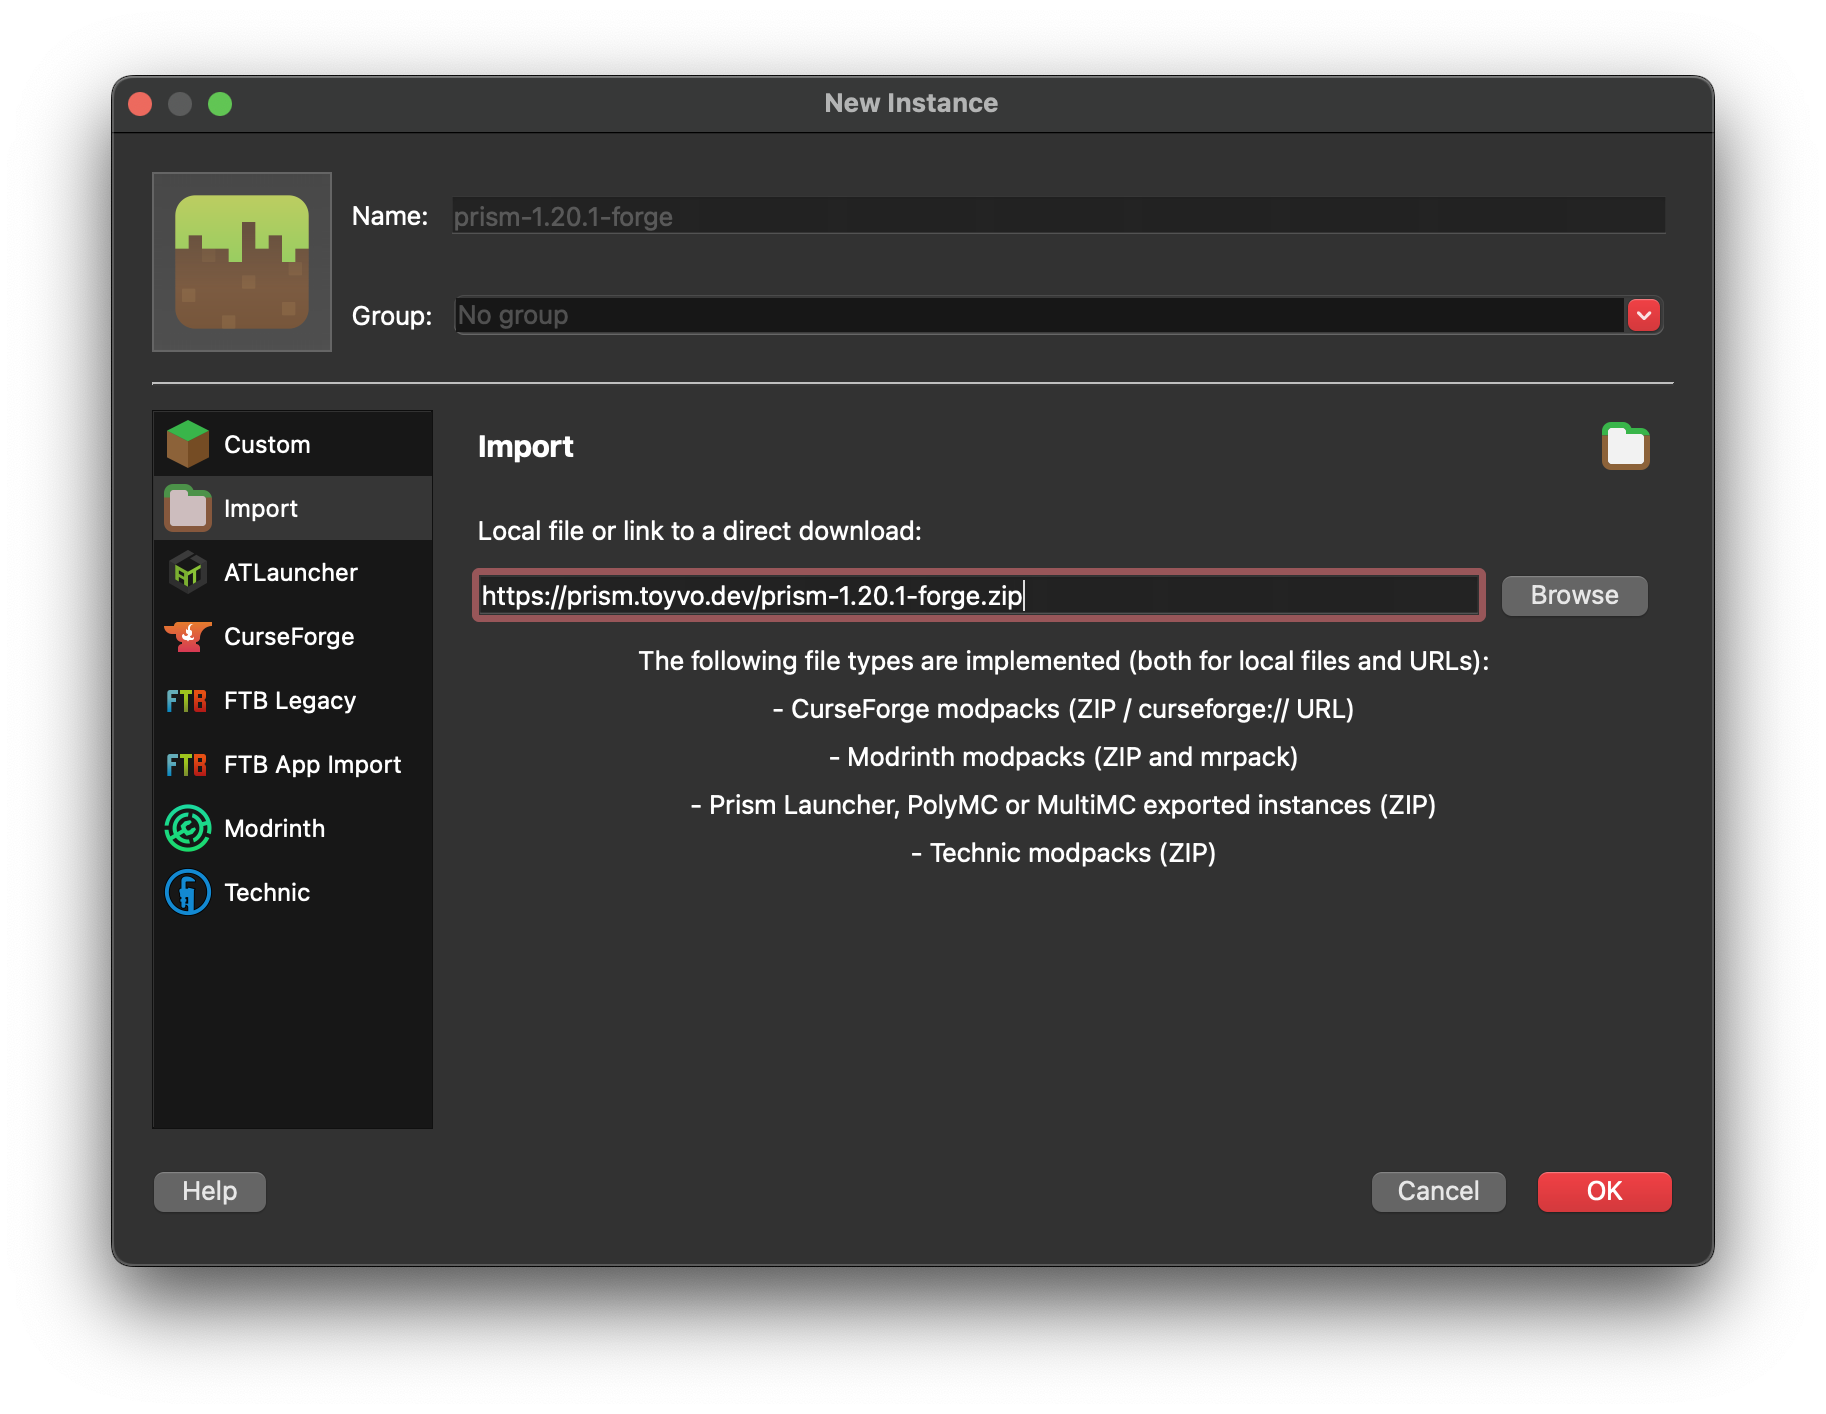 New Instance
Name: prism-1.20.1-forge
Group: No group
Custom
Import
ATLauncher
CurseForge
FTB FTB Legacy
FTB FTB App Import
Modrinth
Technic
Import
Local file or link to a direct download:
https://prism.toyvo.dev/prism-1.20.1-forge.zip Browse
The following file types are implemented (both for local files and URLs):
- CurseForge modpacks (ZIP / curseforge:// URL)
- Modrinth modpacks (ZIP and mrpack)
- Prism Launcher, PolyMC or MultiMC exported instances (ZIP)
- Technic modpacks (ZIP)
Help Cancel OK